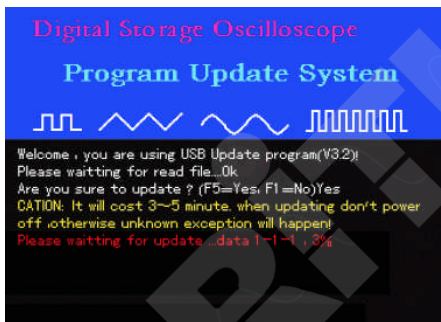 Digital Storage Oscilloscope
Program Update System
Welcome , you are using USB Update program(V3.2)!
Please waitting for read file...Ok
Are you sure to update ? (F5=Yes, F1=No)Yes
CATION: It will cost 3~5 minute. when updating don't power
off ,otherwise unknown exception will happen!
Please waitting for update ...data 1-1-1 , 3%